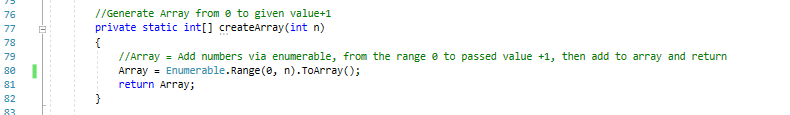 75
76 //Generate Array from 0 to given value+1
77 private static int[] createArray(int n)
78 {
79 //Array = Add numbers via enumerable, from the range 0 to passed value +1, then add to array and return
80 Array = Enumerable.Range(0, n).ToArray();
81 return Array;
82 }
83